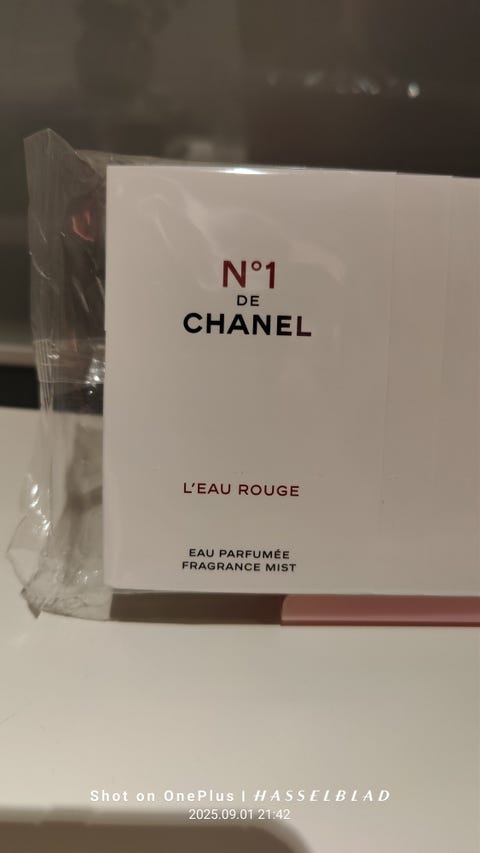 N°1
DE
CHANEL
L'EAU ROUGE
EAU PARFUMÉE
FRAGRANCE MIST
Shot on OnePlus | HASSELBLAD
2025.09.01 21:42